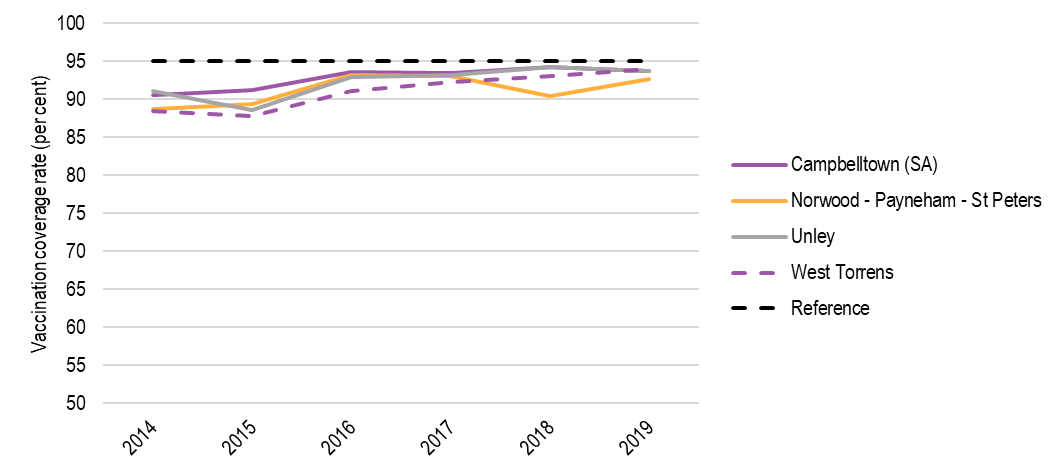 Vaccination coverage rate (per cent)
100
95
90
85
80
75
70
65
60
55
50
2014
2015
2016
2017
2018
2019
Campbelltown (SA)
Norwood - Payneham - St Peters
Unley
West Torrens
Reference